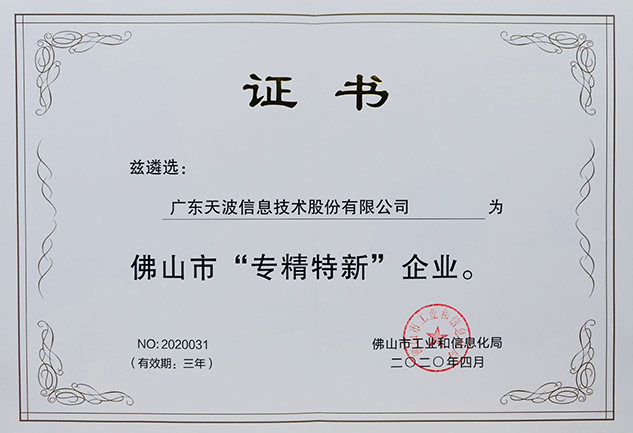 证书
兹遴选：
广东天波信息技术股份有限公司 为
佛山市“专精特新”企业。
NO: 2020031
（有效期：三年）
佛山市工业和信息化局
二〇二〇年四月